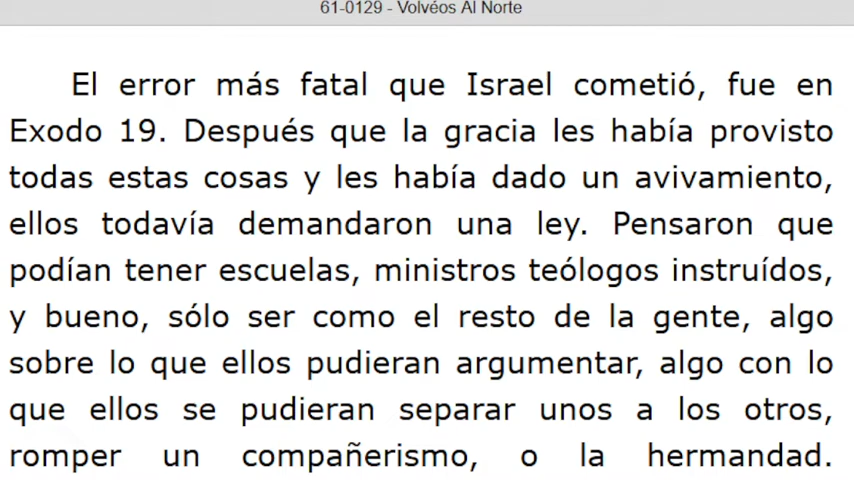 61-0129 - Volvéos Al Norte
El error más fatal que Israel cometió, fue en
Exodo 19. Después que la gracia les había provisto
todas estas cosas y les había dado un avivamiento,
ellos todavía demandaron una ley. Pensaron que
podían tener escuelas, ministros teólogos instruídos,
y bueno, sólo ser como el resto de la gente, algo
sobre lo que ellos pudieran argumentar, algo con lo
que ellos se pudieran separar unos a los otros,
romper un compañerismo, o la hermandad.